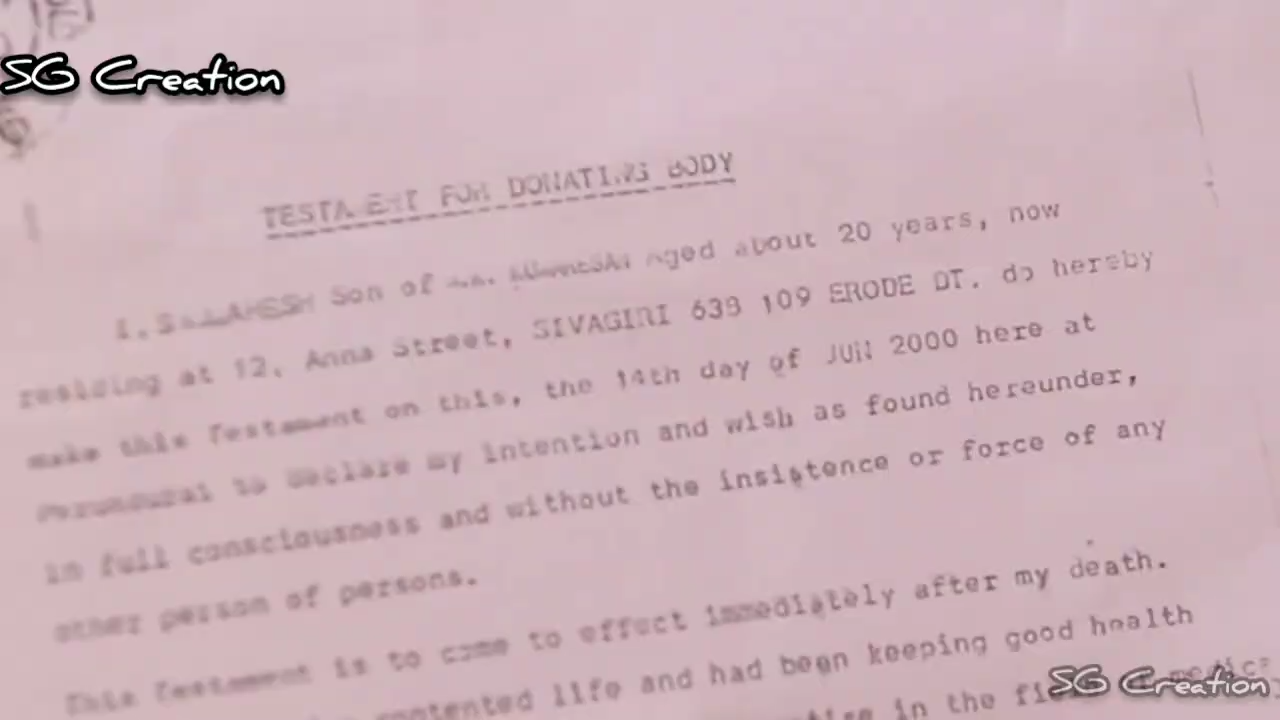 SG Creation
TESTAMENT FOR DONATING BODY
Son of Aged about 20 years, now
residing at 12, Anna Street, SIVAGIRI 638 109 ERODE DT. do hereby
make this Testament on this, the 14th day of JUN 2000 here at
Perundurai to declare my intention and wish as found hereunder,
in full consciousness and without the insistence or force of any
other person of persons.
This Testament is to come to effect immediately after my death.
contented life and had been keeping good health
in the
SG Creation